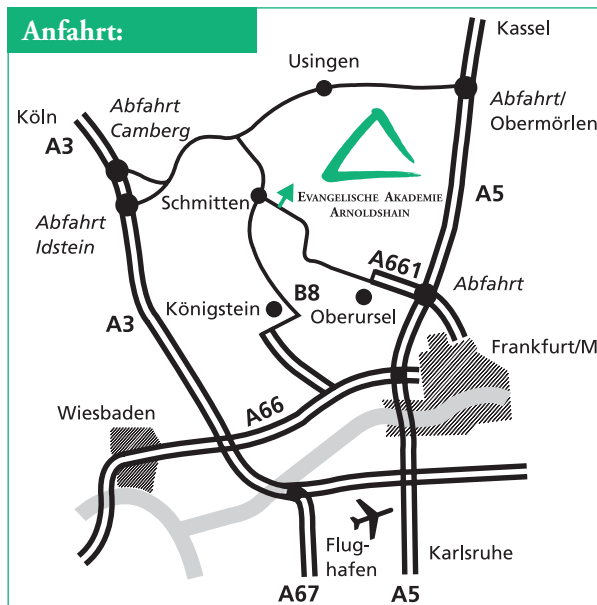 Anfahrt:
Kassel
Usingen
Abfahrt
Camberg
Köln
A3
Abfahrt/
Obermörlen
Schmitten
EVANGELISCHE AKADEMIE
ARNOLDSHAIN
A5
Abfahrt
Idstein
A661
Abfahrt
B8
Königstein
Oberursel
A3
Frankfurt/M
A66
Wiesbaden
Flug-
hafen
Karlsruhe
A67
A5